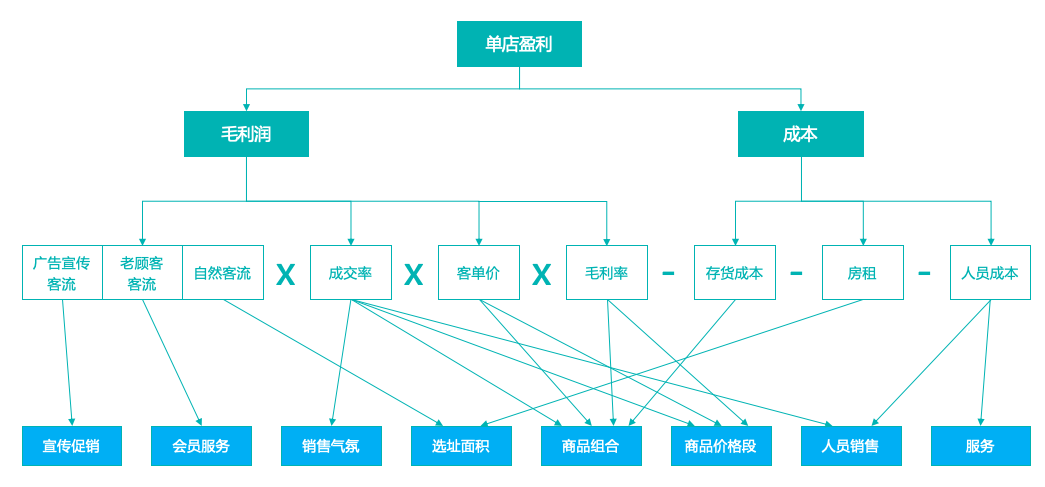 单店盈利
毛利润
成本
广告宣传
客流
老顾客
客流
自然客流
X
成交率
X
客单价
X
毛利率
-
存货成本
-
房租
-
人员成本
宣传促销
会员服务
销售气氛
选址面积
商品组合
商品价格段
人员销售
服务